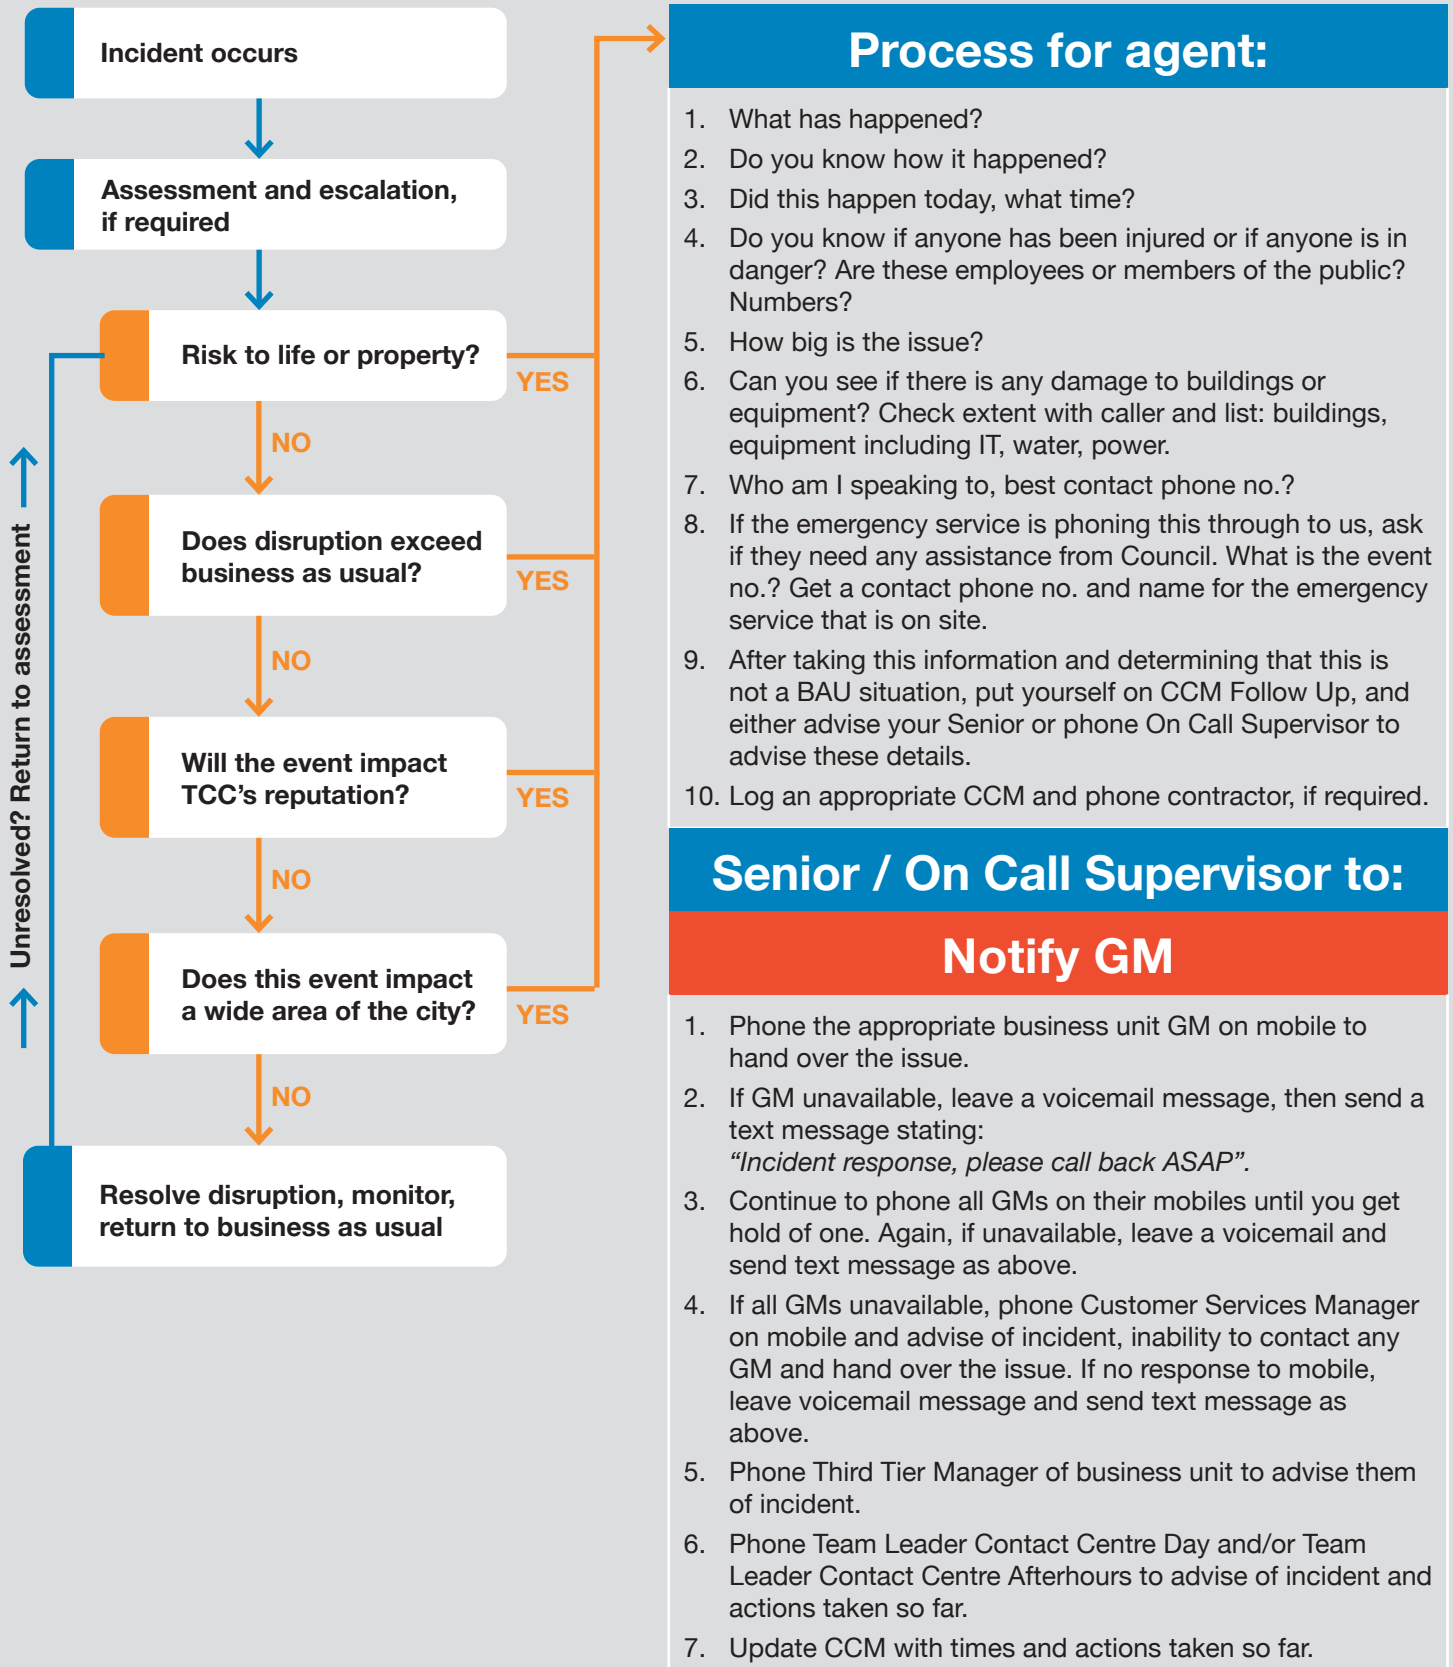 Incident occurs
Assessment and escalation,
if required
Risk to life or property?
YES
NO
Does disruption exceed
business as usual?
YES
NO
Will the event impact
TCC’s reputation?
YES
NO
Does this event impact
a wide area of the city?
YES
NO
Resolve disruption, monitor,
return to business as usual
Unresolved? Return to assessment
Process for agent:
1. What has happened?
2. Do you know how it happened?
3. Did this happen today, what time?
4. Do you know if anyone has been injured or if anyone is in
danger? Are these employees or members of the public?
Numbers?
5. How big is the issue?
6. Can you see if there is any damage to buildings or
equipment? Check extent with caller and list: buildings,
equipment including IT, water, power.
7. Who am I speaking to, best contact phone no.?
8. If the emergency service is phoning this through to us, ask
if they need any assistance from Council. What is the event
no.? Get a contact phone no. and name for the emergency
service that is on site.
9. After taking this information and determining that this is
not a BAU situation, put yourself on CCM Follow Up, and
either advise your Senior or phone On Call Supervisor to
advise these details.
10. Log an appropriate CCM and phone contractor, if required.
Senior / On Call Supervisor to:
Notify GM
1. Phone the appropriate business unit GM on mobile to
hand over the issue.
2. If GM unavailable, leave a voicemail message, then send a
text message stating:
“Incident response, please call back ASAP”.
3. Continue to phone all GMs on their mobiles until you get
hold of one. Again, if unavailable, leave a voicemail and
send text message as above.
4. If all GMs unavailable, phone Customer Services Manager
on mobile and advise of incident, inability to contact any
GM and hand over the issue. If no response to mobile,
leave voicemail message and send text message as
above.
5. Phone Third Tier Manager of business unit to advise them
of incident.
6. Phone Team Leader Contact Centre Day and/or Team
Leader Contact Centre Afterhours to advise of incident and
actions taken so far.
7. Update CCM with times and actions taken so far.